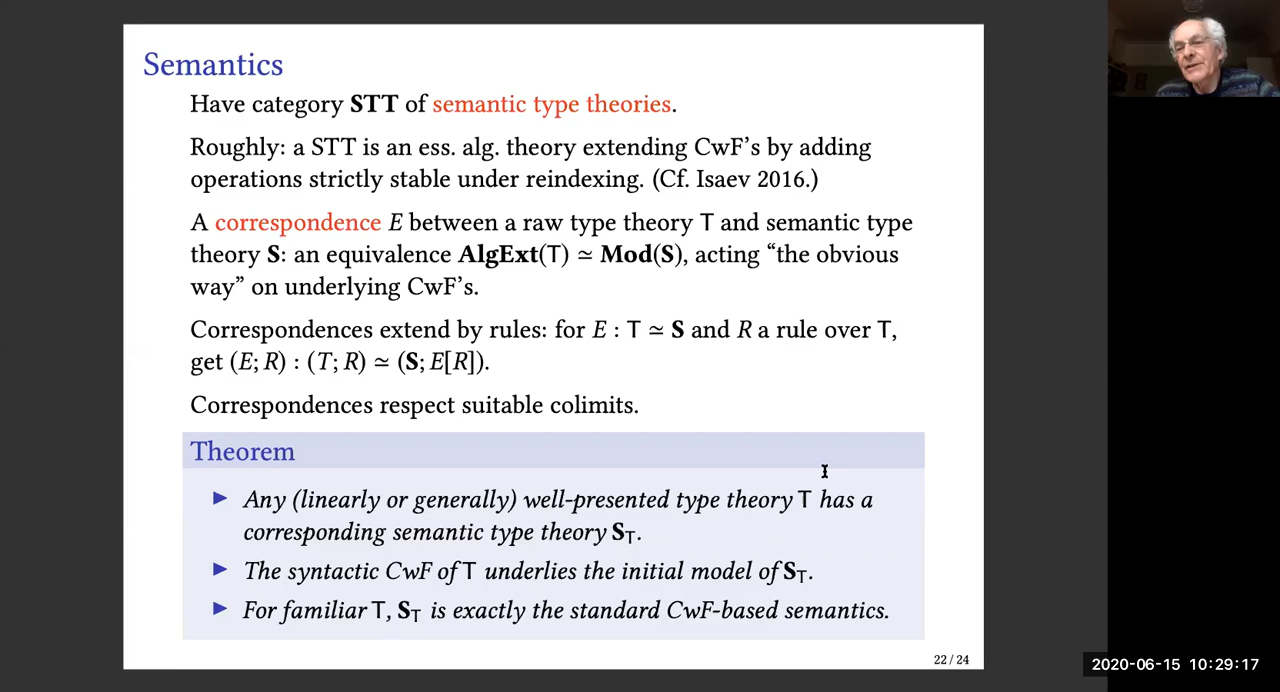 Semantics
Have category STT of semantic type theories.
Roughly: a STT is an ess. alg. theory extending CwF's by adding
operations strictly stable under reindexing. (Cf. Isaev 2016.)
A correspondence E between a raw type theory T and semantic type
theory S: an equivalence AlgExt(T) ≃ Mod(S), acting “the obvious
way” on underlying CwF's.
Correspondences extend by rules: for E : T ≃ S and R a rule over T,
get (E; R) : (T; R) ≃ (S; E[R]).
Correspondences respect suitable colimits.
Theorem
▶ Any (linearly or generally) well-presented type theory T has a
corresponding semantic type theory S_T.
▶ The syntactic CwF of T underlies the initial model of S_T.
▶ For familiar T, S_T is exactly the standard CwF-based semantics.
22 / 24
2020-06-15 10:29:17